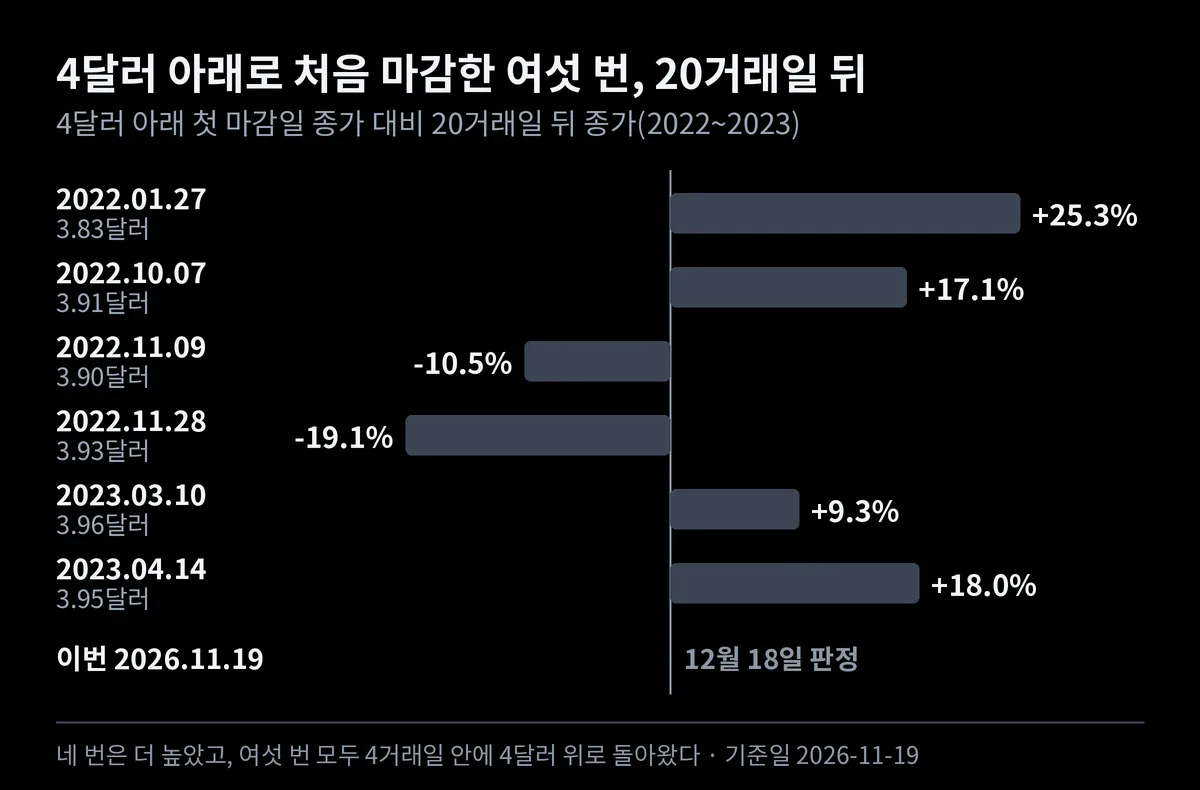 4달러 아래로 처음 마감한 여섯 번, 20거래일 뒤
4달러 아래 첫 마감일 종가 대비 20거래일 뒤 종가(2022~2023)
2022.01.27
3.83달러
+25.3%
2022.10.07
3.91달러
+17.1%
2022.11.09
3.90달러
-10.5%
2022.11.28
3.93달러
-19.1%
2023.03.10
3.96달러
+9.3%
2023.04.14
3.95달러
+18.0%
이번 2026.11.19
12월 18일 판정
네 번은 더 높았고, 여섯 번 모두 4거래일 안에 4달러 위로 돌아왔다 · 기준일 2026-11-19